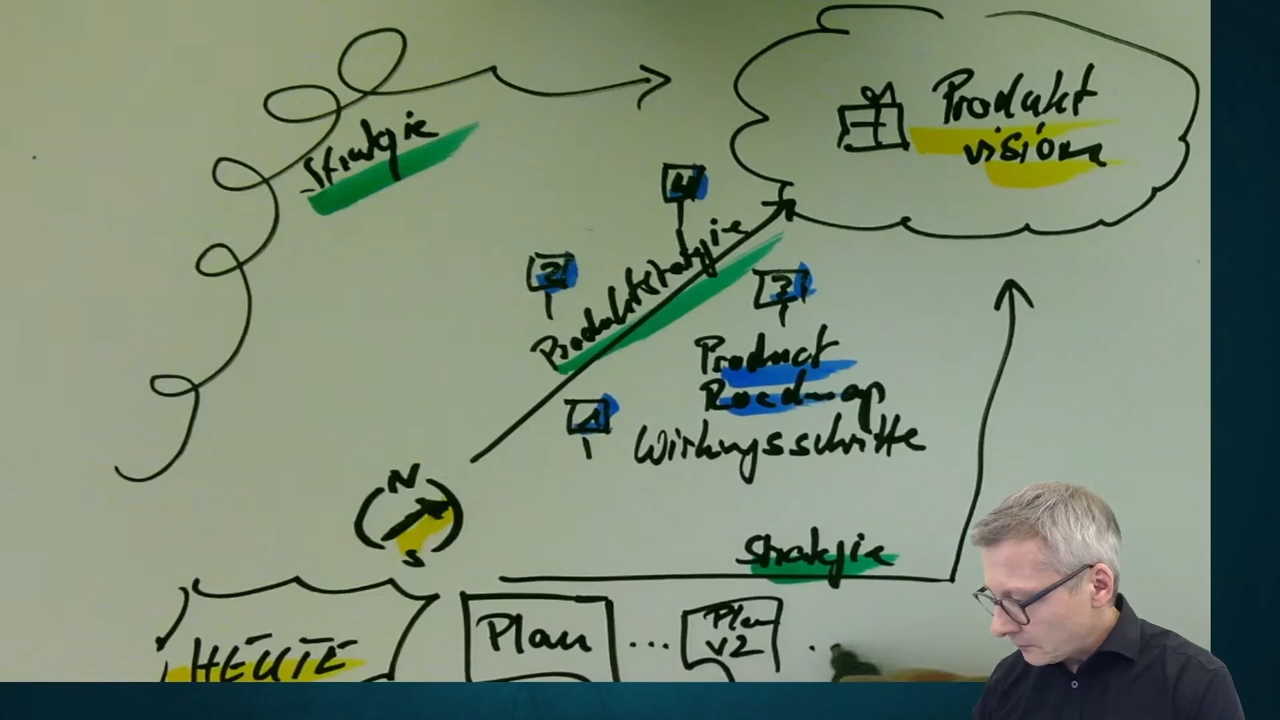 Strategie
Produkt
vision
4
Produktstrategie
2
3
Product
Roadmap
1
Wirkungsschritte
N
S
Strategie
HEUTE
Plan
...
Plan
v2